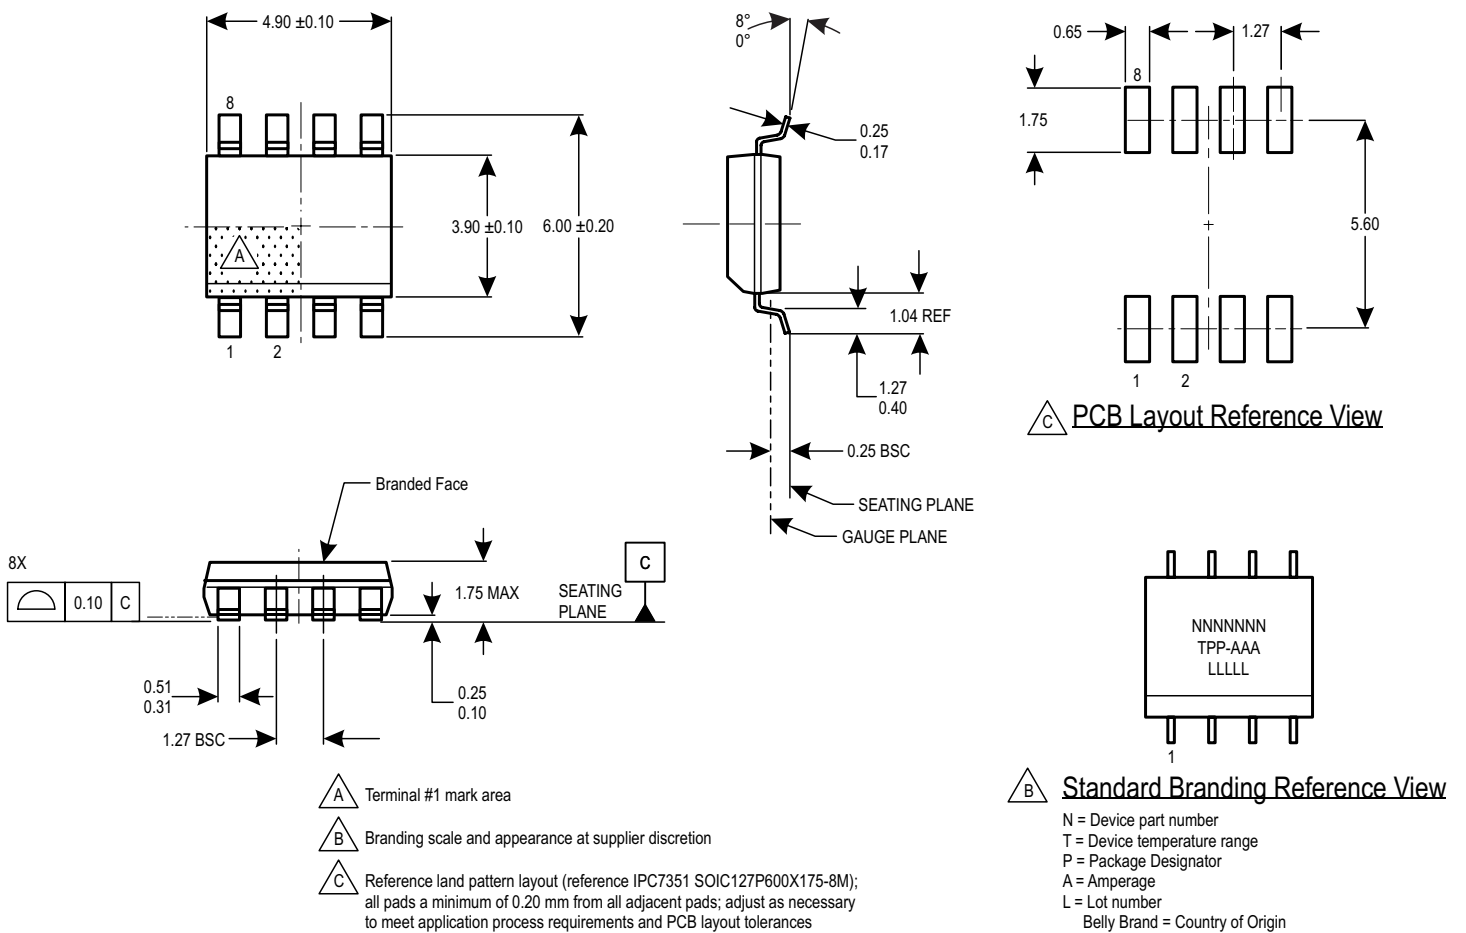 4.90 ±0.10
8
A
3.90 ±0.10
6.00 ±0.20
1
2
8°
0°
0.25
0.17
1.04 REF
1.27
0.40
0.25 BSC
SEATING PLANE
GAUGE PLANE
0.65
1.27
8
1.75
5.60
1
2
C
PCB Layout Reference View
Branded Face
8X
0.10
C
1.75 MAX
SEATING
PLANE
C
0.51
0.31
0.25
0.10
1.27 BSC
NNNNNNN
TPP-AAA
LLLLL
1
B
Standard Branding Reference View
N = Device part number
T = Device temperature range
P = Package Designator
A = Amperage
L = Lot number
Belly Brand = Country of Origin
A Terminal #1 mark area
B Branding scale and appearance at supplier discretion
C Reference land pattern layout (reference IPC7351 SOIC127P600X175-8M);
all pads a minimum of 0.20 mm from all adjacent pads; adjust as necessary
to meet application process requirements and PCB layout tolerances